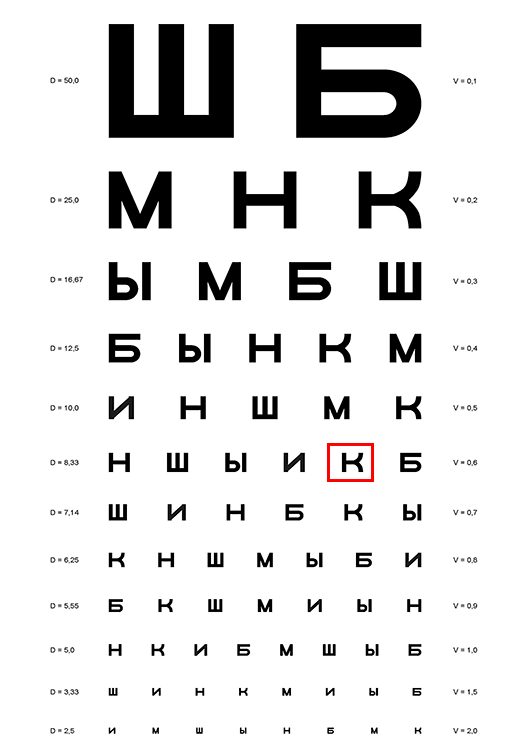 D = 50,0 Ш Б V = 0,1
D = 25,0 М Н К V = 0,2
D = 16,67 Ы М Б Ш V = 0,3
D = 12,5 Б Ы Н К М V = 0,4
D = 10,0 И Н Ш М К V = 0,5
D = 8,33 Н Ш Ы И К Б V = 0,6
D = 7,14 Ш И Н Б К Ы V = 0,7
D = 6,25 К Н Ш М Ы Б И V = 0,8
D = 5,55 Б К Ш М И Ы Н V = 0,9
D = 5,0 Н К И Б М Ш Ы Б V = 1,0
D = 3,33 Ш И Н К М И Ы Б V = 1,5
D = 2,5 И М Ш Ы Н Б М К V = 2,0